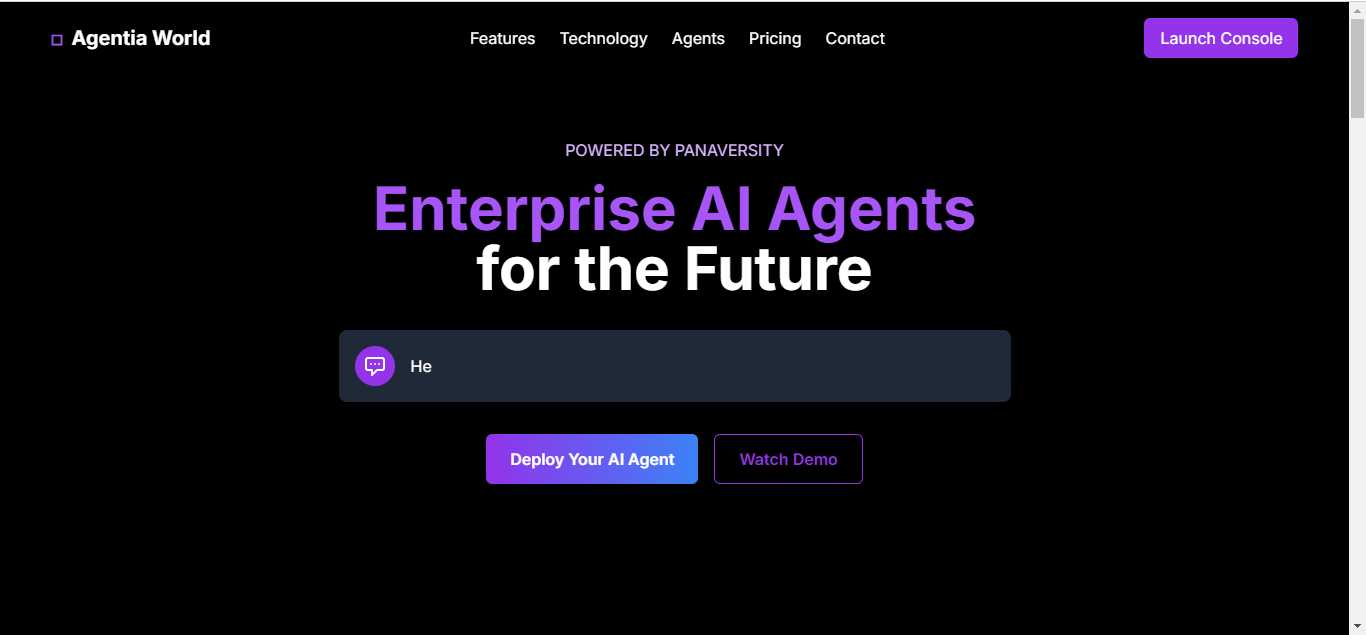 Agentia World
Features Technology Agents Pricing Contact
Launch Console
POWERED BY PANAVERSITY
Enterprise AI Agents
for the Future
He
Deploy Your AI Agent
Watch Demo